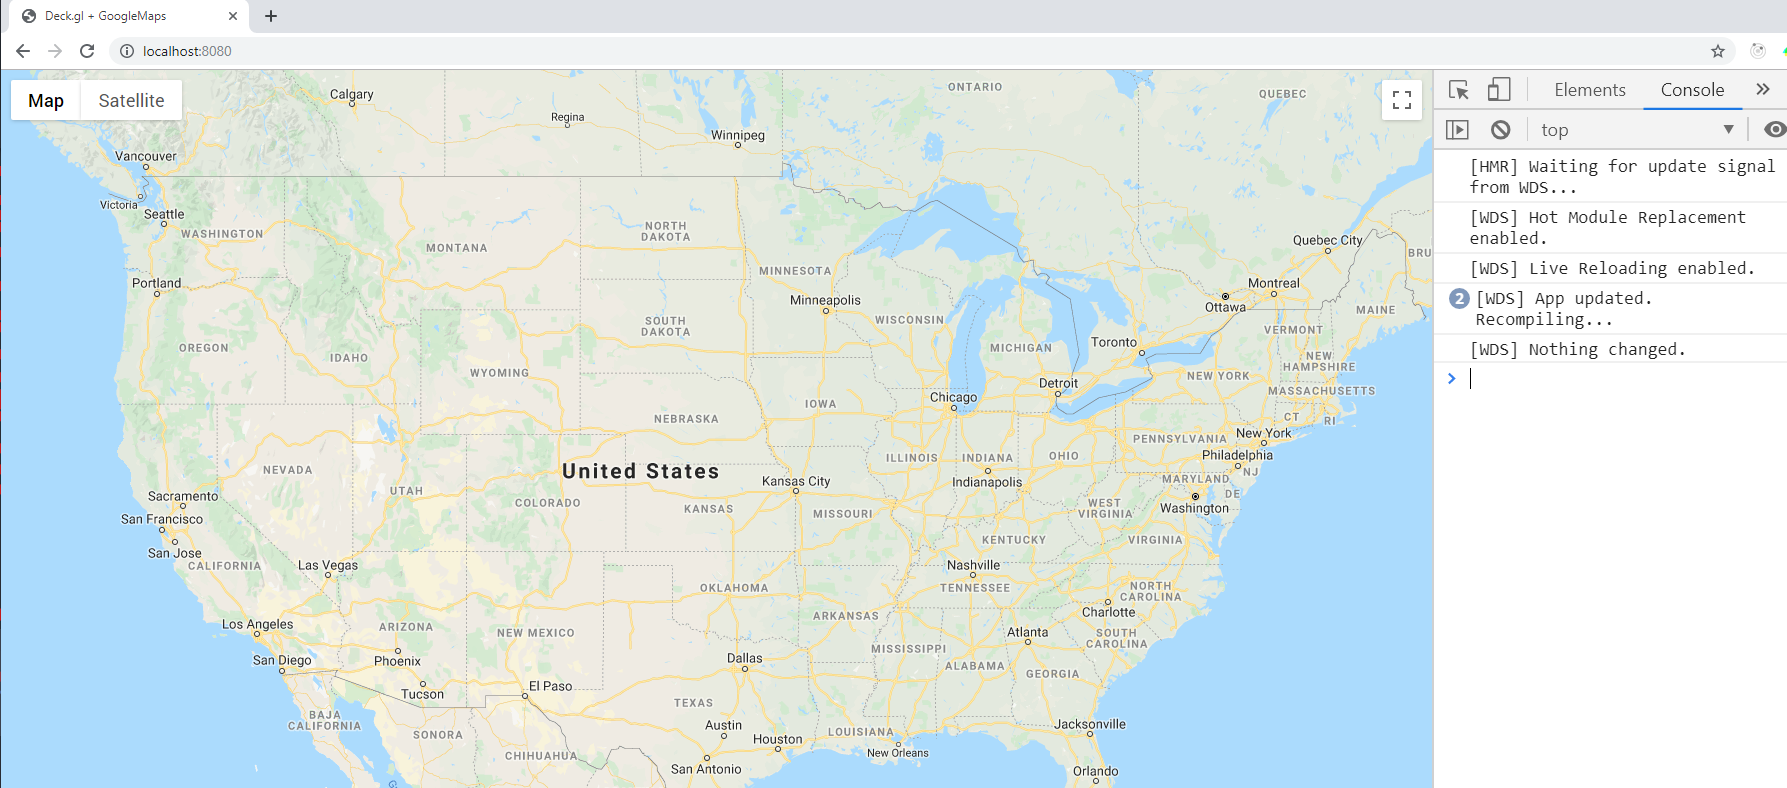 Deck.gl + GoogleMaps
localhost:8080
Map
Satellite
Elements
Console
top
[HMR] Waiting for update signal
from WDS...
[WDS] Hot Module Replacement
enabled.
[WDS] Live Reloading enabled.
2
[WDS] App updated.
Recompiling...
[WDS] Nothing changed.
Calgary
Regina
Winnipeg
ONTARIO
QUEBEC
Vancouver
Victoria
Seattle
WASHINGTON
MONTANA
NORTH
DAKOTA
MINNESOTA
Quebec City
BRU
Portland
Minneapolis
Montreal
Ottawa
MAINE
OREGON
IDAHO
WYOMING
SOUTH
DAKOTA
WISCONSIN
MICHIGAN
Toronto
VERMONT
NEW
HAMPSHIRE
NEW YORK
MASSACHUSETTS
Detroit
Chicago
IOWA
NEBRASKA
CT
RI
NEVADA
UTAH
United States
ILLINOIS
INDIANA
OHIO
PENNSYLVANIA
New York
Philadelphia
NJ
Sacramento
San Francisco
San Jose
CALIFORNIA
COLORADO
KANSAS
Kansas City
MISSOURI
Indianapolis
WEST
VIRGINIA
MARYLAND
DE
Washington
KENTUCKY
VIRGINIA
Las Vegas
OKLAHOMA
ARKANSAS
Nashville
TENNESSEE
NORTH
CAROLINA
Charlotte
Los Angeles
San Diego
ARIZONA
Phoenix
Tucson
NEW MEXICO
El Paso
Dallas
MISSISSIPPI
ALABAMA
Atlanta
GEORGIA
SOUTH
CAROLINA
BAJA
CALIFORNIA
SONORA
CHIHUAHUA
TEXAS
Austin
Houston
San Antonio
LOUISIANA
New Orleans
Jacksonville
Orlando